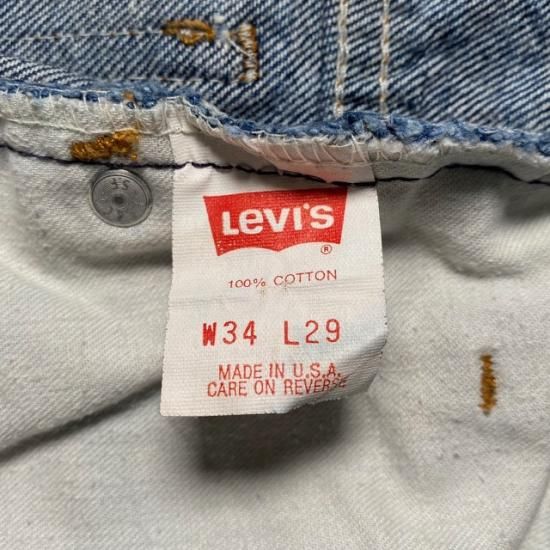 LEVI'S
®
100% COTTON
W34 L29
MADE IN U.S.A.
CARE ON REVERSE